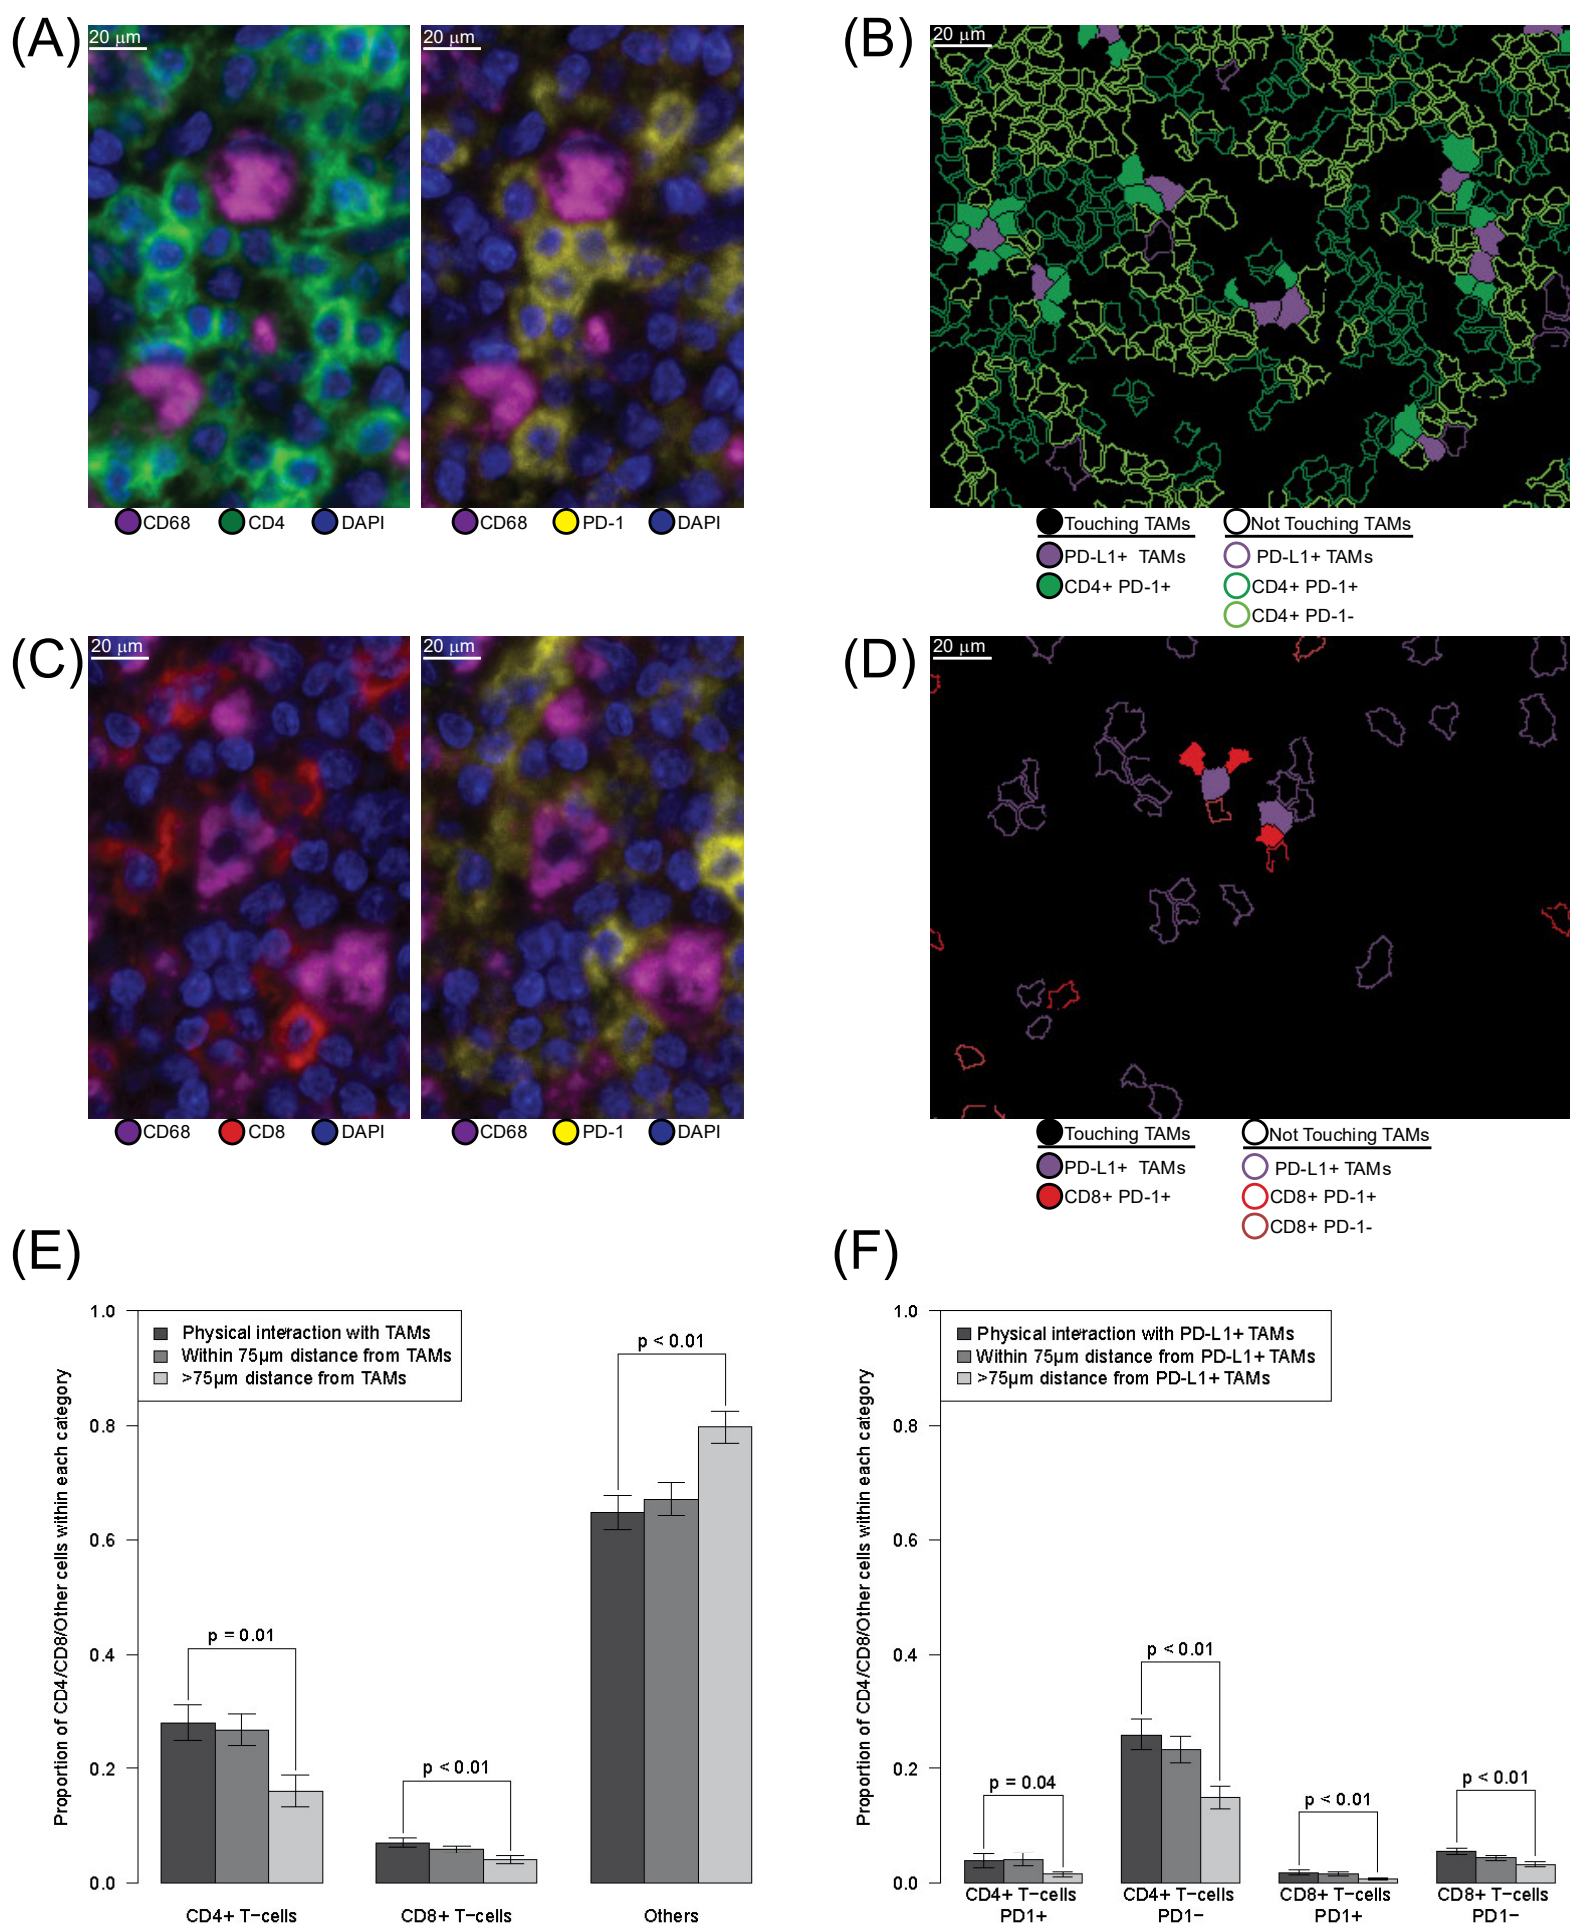 (A)
20 µm
20 µm
CD68 CD4 DAPI
CD68 PD-1 DAPI
(B)
20 µm
Touching TAMs
PD-L1+ TAMs
CD4+ PD-1+
Not Touching TAMs
PD-L1+ TAMs
CD4+ PD-1+
CD4+ PD-1-
(C)
20 µm
20 µm
CD68 CD8 DAPI
CD68 PD-1 DAPI
(D)
20 µm
Touching TAMs
PD-L1+ TAMs
CD8+ PD-1+
Not Touching TAMs
PD-L1+ TAMs
CD8+ PD-1+
CD8+ PD-1-
(E)
Proportion of CD4/CD8/Other cells within each category
1.0
0.8
0.6
0.4
0.2
0.0
Physical interaction with TAMs
Within 75µm distance from TAMs
>75µm distance from TAMs
p = 0.01
p < 0.01
p < 0.01
CD4+ T−cells
CD8+ T−cells
Others
(F)
Proportion of CD4/CD8/Other cells within each category
1.0
0.8
0.6
0.4
0.2
0.0
Physical interaction with PD-L1+ TAMs
Within 75µm distance from PD-L1+ TAMs
>75µm distance from PD-L1+ TAMs
p = 0.04
p < 0.01
p < 0.01
p < 0.01
CD4+ T−cells
PD1+
CD4+ T−cells
PD1−
CD8+ T−cells
PD1+
CD8+ T−cells
PD1−